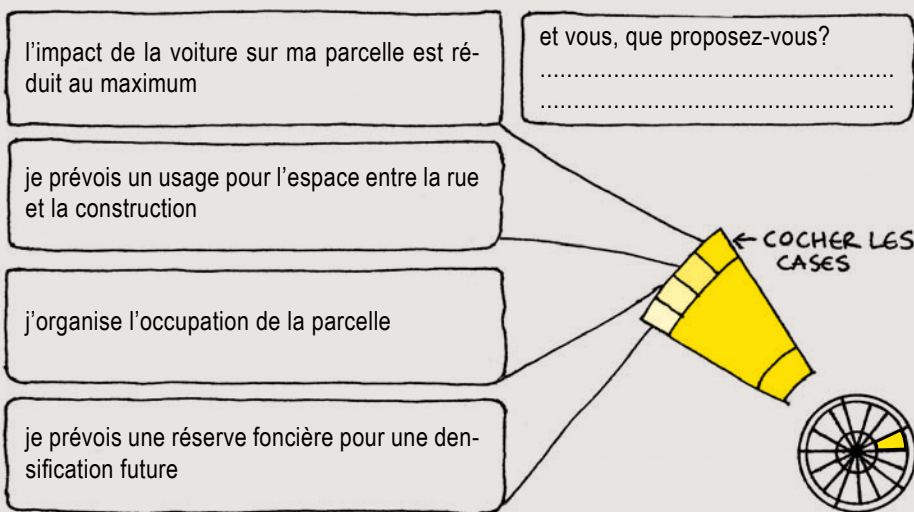 l'impact de la voiture sur ma parcelle est ré-
duit au maximum
et vous, que proposez-vous?
......................................................
......................................................
je prévois un usage pour l'espace entre la rue
et la construction
← COCHER LES
CASES
j'organise l'occupation de la parcelle
je prévois une réserve foncière pour une den-
sification future